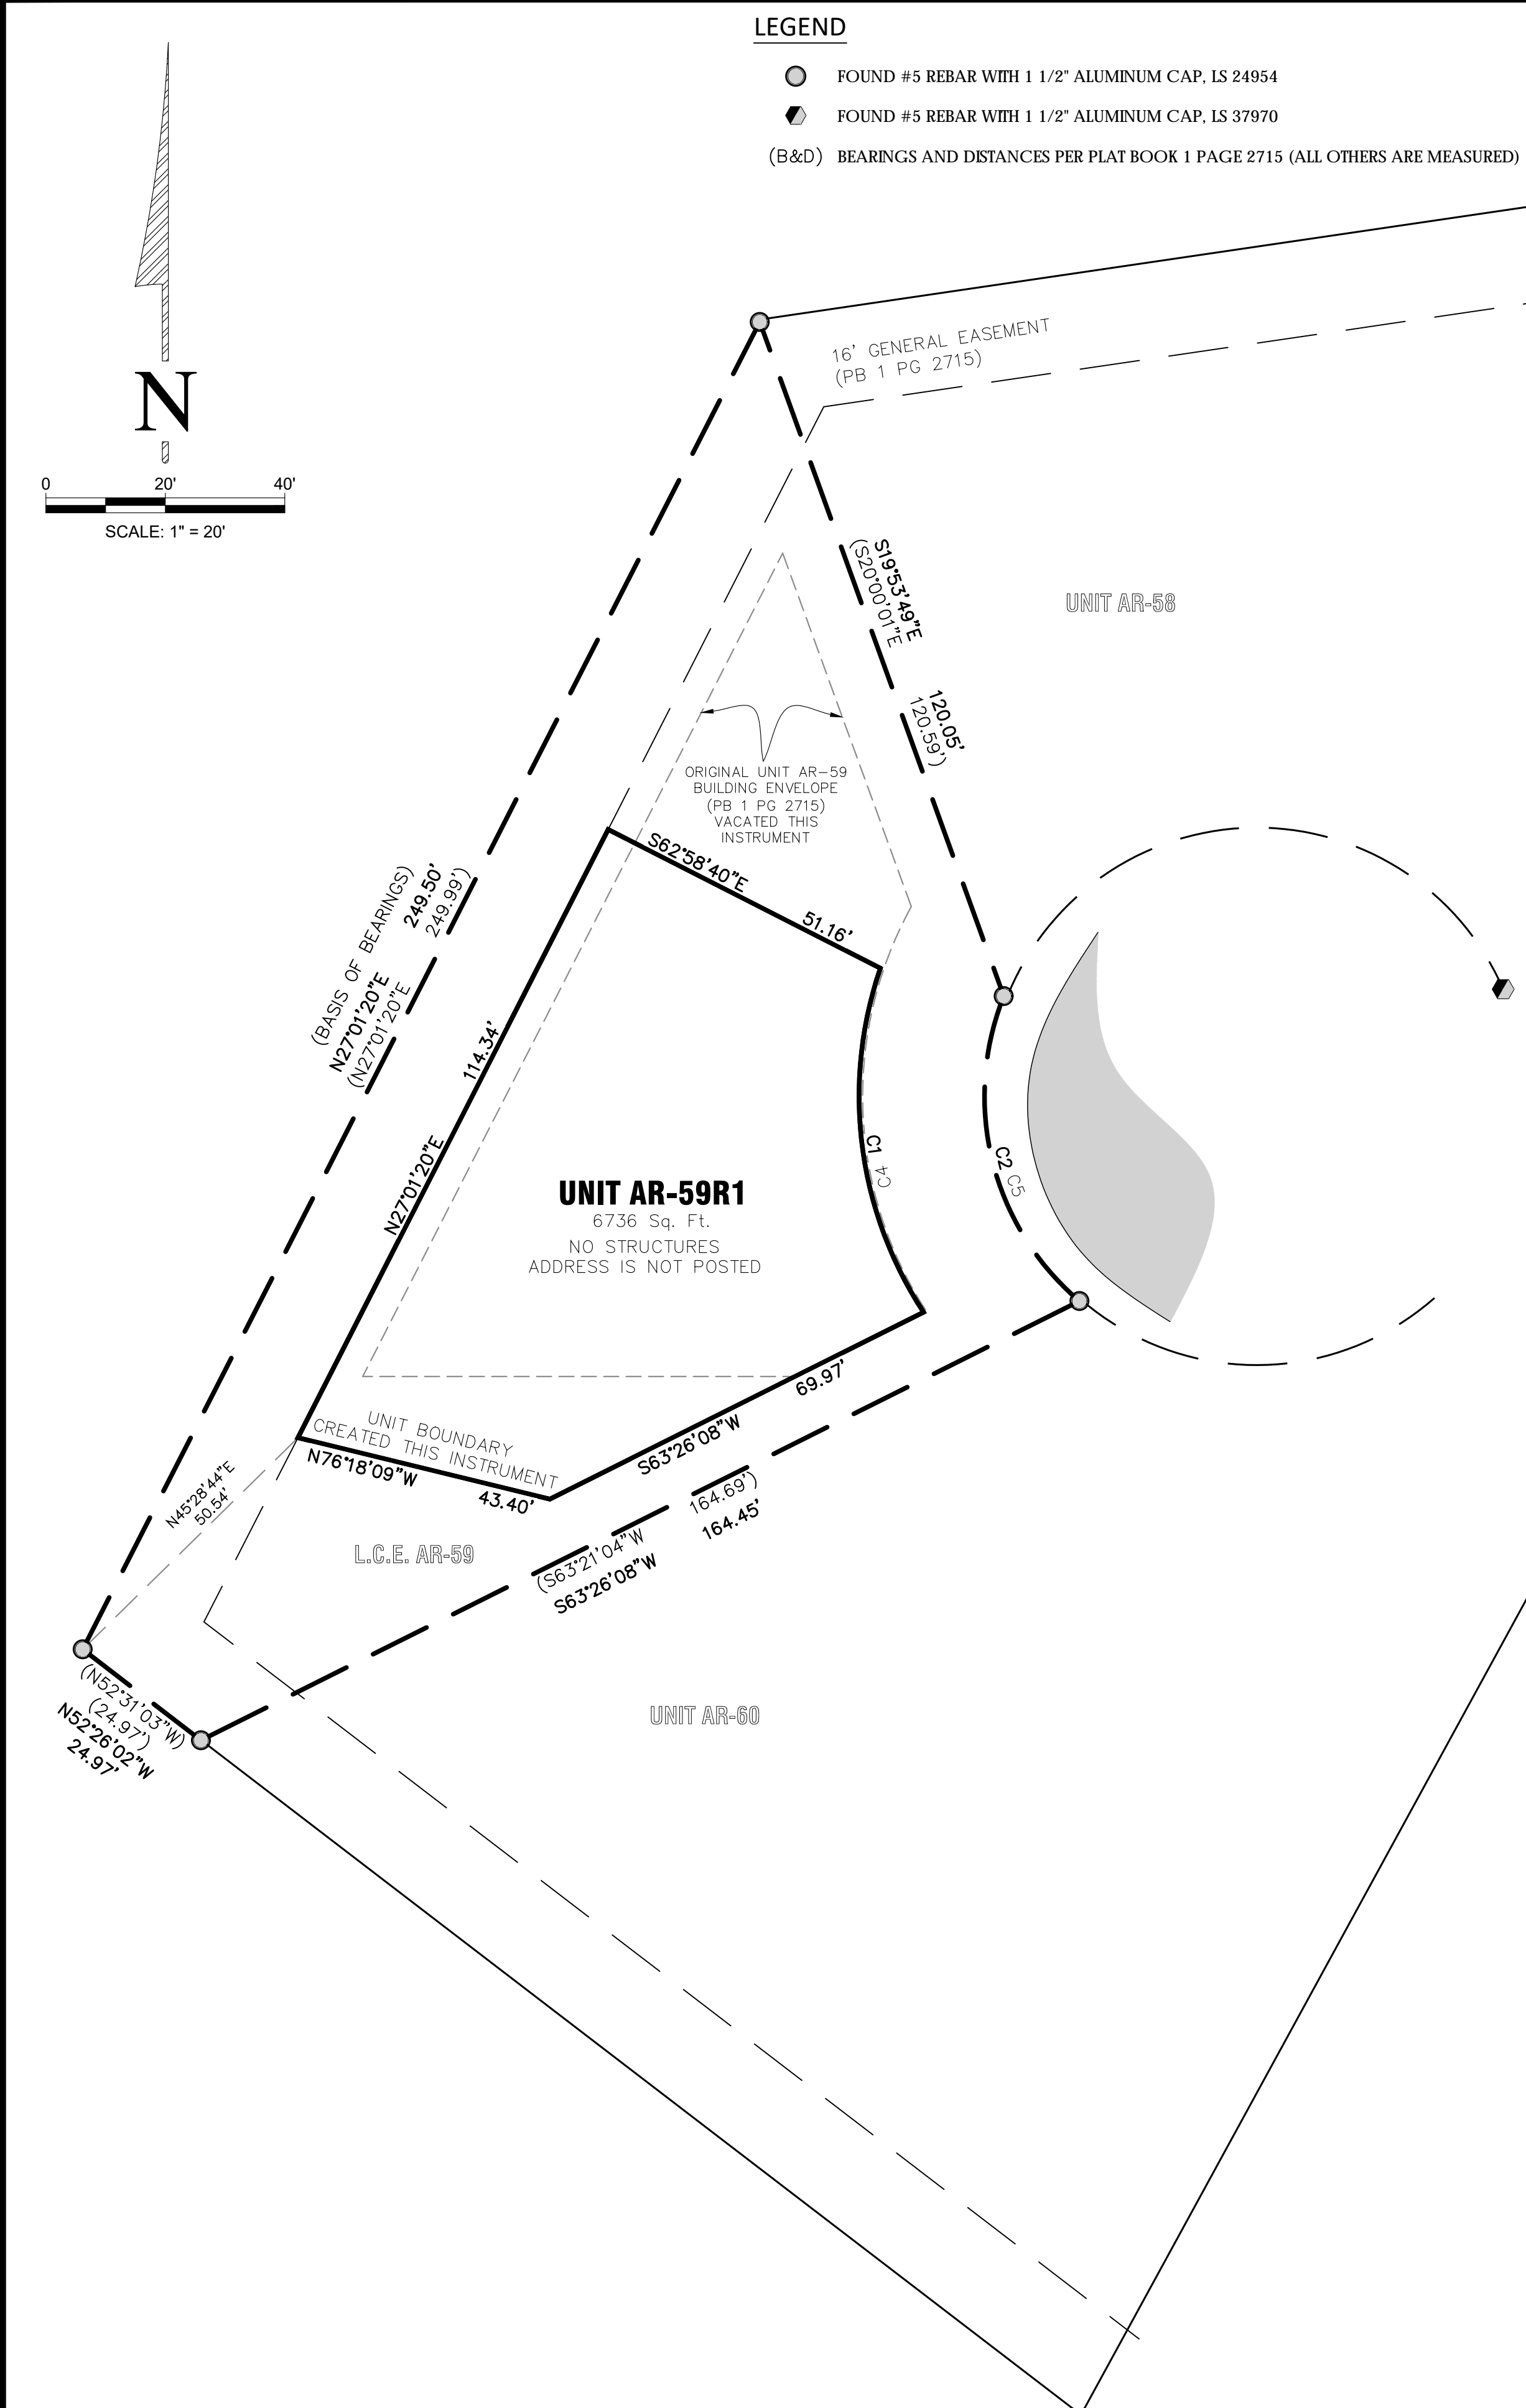 LEGEND
FOUND #5 REBAR WITH 1 1/2" ALUMINUM CAP, LS 24954
FOUND #5 REBAR WITH 1 1/2" ALUMINUM CAP, LS 37970
(B&D) BEARINGS AND DISTANCES PER PLAT BOOK 1 PAGE 2715 (ALL OTHERS ARE MEASURED)
N
0 20' 40'
SCALE: 1" = 20'
16' GENERAL EASEMENT
(PB 1 PG 2715)
S19°53'49"E 120.05'
(S20°00'01"E 120.59')
UNIT AR-58
ORIGINAL UNIT AR-59
BUILDING ENVELOPE
(PB 1 PG 2715)
VACATED THIS
INSTRUMENT
S62°58'40"E 51.16'
(BASIS OF BEARINGS)
N27°01'20"E 249.50'
(N27°01'20"E 249.99')
N27°01'20"E 114.34'
C1 C4
C2 C5
UNIT AR-59R1
6736 Sq. Ft.
NO STRUCTURES
ADDRESS IS NOT POSTED
UNIT BOUNDARY
CREATED THIS INSTRUMENT
N76°18'09"W 43.40'
S63°26'08"W 69.97'
(S63°21'04"W 164.69')
S63°26'08"W 164.45'
N45°28'44"E
50.54'
L.C.E. AR-59
(N52°31'03"W)
(24.97')
N52°26'02"W
24.97'
UNIT AR-60